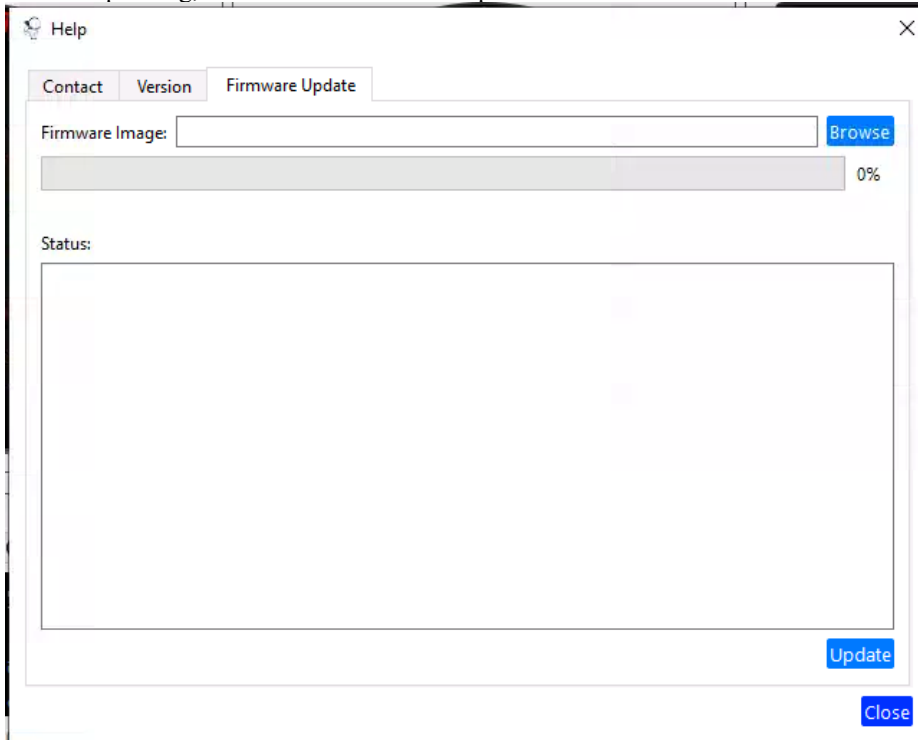 Help
Contact Version Firmware Update
Firmware Image: Browse
0%
Status:
Update
Close